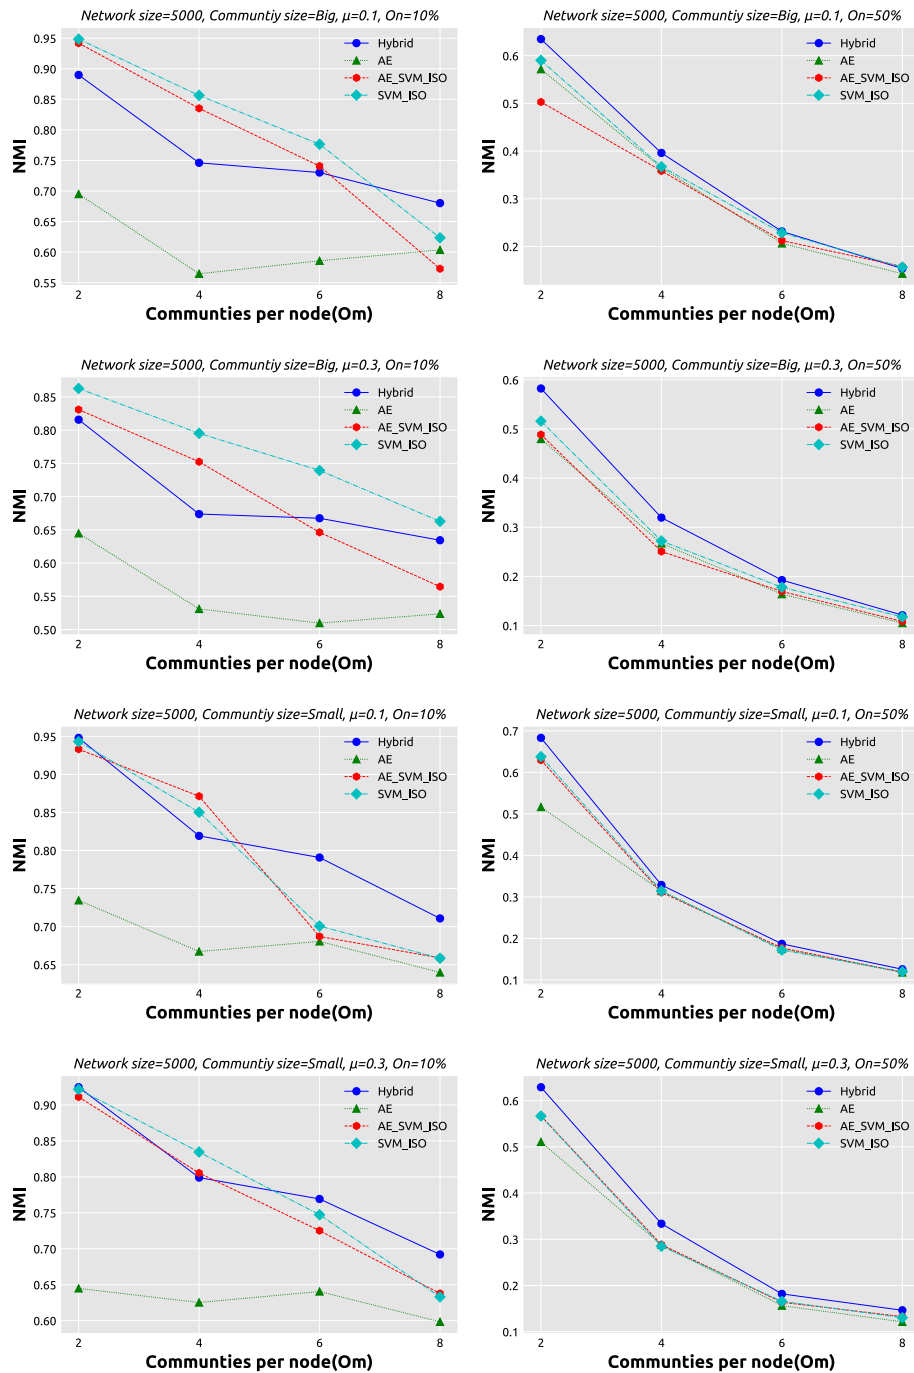 Network size=5000, Communtiy size=Big, μ=0.1, On=10%
NMI
0.95
0.90
0.85
0.80
0.75
0.70
0.65
0.60
0.55
Hybrid
AE
AE_SVM_ISO
SVM_ISO
2 4 6 8
Communties per node(Om)
Network size=5000, Communtiy size=Big, μ=0.1, On=50%
NMI
0.6
0.5
0.4
0.3
0.2
Hybrid
AE
AE_SVM_ISO
SVM_ISO
2 4 6 8
Communties per node(Om)
Network size=5000, Communtiy size=Big, μ=0.3, On=10%
NMI
0.85
0.80
0.75
0.70
0.65
0.60
0.55
0.50
Hybrid
AE
AE_SVM_ISO
SVM_ISO
2 4 6 8
Communties per node(Om)
Network size=5000, Communtiy size=Big, μ=0.3, On=50%
NMI
0.6
0.5
0.4
0.3
0.2
0.1
Hybrid
AE
AE_SVM_ISO
SVM_ISO
2 4 6 8
Communties per node(Om)
Network size=5000, Communtiy size=Small, μ=0.1, On=10%
NMI
0.95
0.90
0.85
0.80
0.75
0.70
0.65
Hybrid
AE
AE_SVM_ISO
SVM_ISO
2 4 6 8
Communties per node(Om)
Network size=5000, Communtiy size=Small, μ=0.1, On=50%
NMI
0.7
0.6
0.5
0.4
0.3
0.2
0.1
Hybrid
AE
AE_SVM_ISO
SVM_ISO
2 4 6 8
Communties per node(Om)
Network size=5000, Communtiy size=Small, μ=0.3, On=10%
NMI
0.90
0.85
0.80
0.75
0.70
0.65
0.60
Hybrid
AE
AE_SVM_ISO
SVM_ISO
2 4 6 8
Communties per node(Om)
Network size=5000, Communtiy size=Small, μ=0.3, On=50%
NMI
0.6
0.5
0.4
0.3
0.2
0.1
Hybrid
AE
AE_SVM_ISO
SVM_ISO
2 4 6 8
Communties per node(Om)